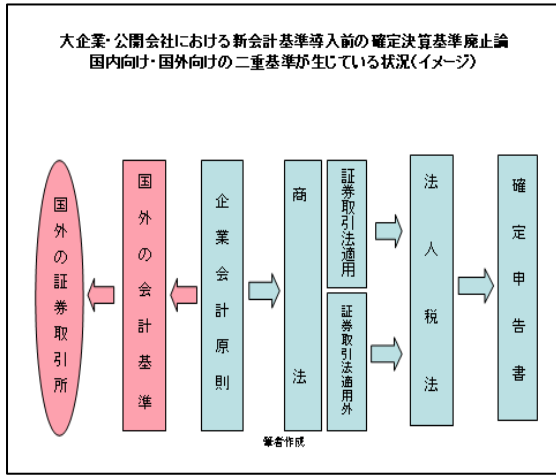 大企業・公開会社における新会計基準導入前の確定決算基準廃止論
国内向け・国外向けの二重基準が生じている状況(イメージ)
国外の証券取引所
国外の会計基準
企業会計原則
商法
証券取引法適用
証券取引法適用外
法人税法
確定申告書
筆者作成